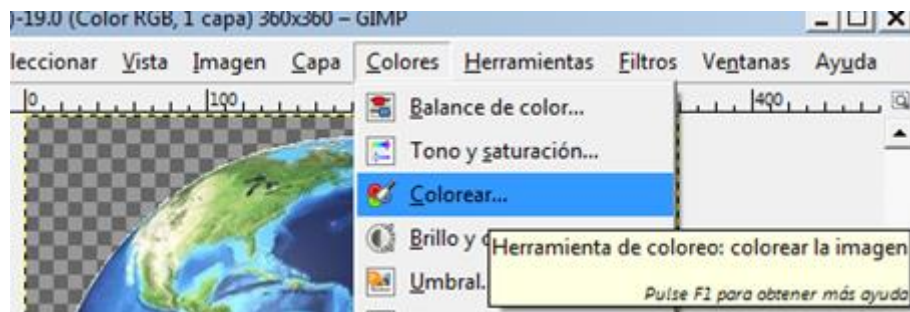 )-19.0 (Color RGB, 1 capa) 360x360 – GIMP
leccionar Vista Imagen Capa Colores Herramientas Filtros Ventanas Ayuda
0 100 400
Balance de color...
Tono y saturación...
Colorear...
Brillo y
Herramienta de coloreo: colorear la imagen
Umbral.
Pulse F1 para obtener más ayuda